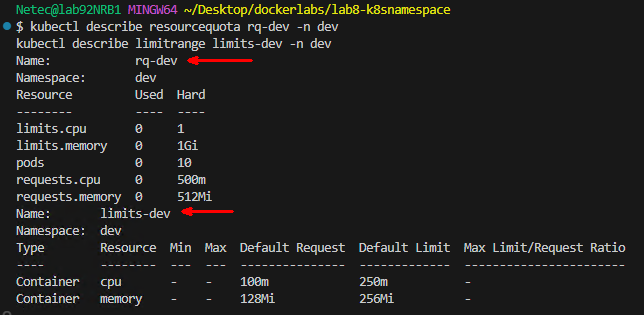 Netec@lab92NRB1 MINGW64 ~/Desktop/dockerlabs/lab8-k8snamespace
$ kubectl describe resourcequota rq-dev -n dev
kubectl describe limitrange limits-dev -n dev
Name:            rq-dev
Namespace:       dev
Resource         Used  Hard
--------         ----  ----
limits.cpu       0     1
limits.memory    0     1Gi
pods             0     10
requests.cpu     0     500m
requests.memory  0     512Mi
Name:       limits-dev
Namespace:  dev
Type        Resource  Min  Max  Default Request  Default Limit  Max Limit/Request Ratio
----        --------  ---  ---  ---------------  -------------  -----------------------
Container   cpu       -    -    100m             250m           -
Container   memory    -    -    128Mi            256Mi          -